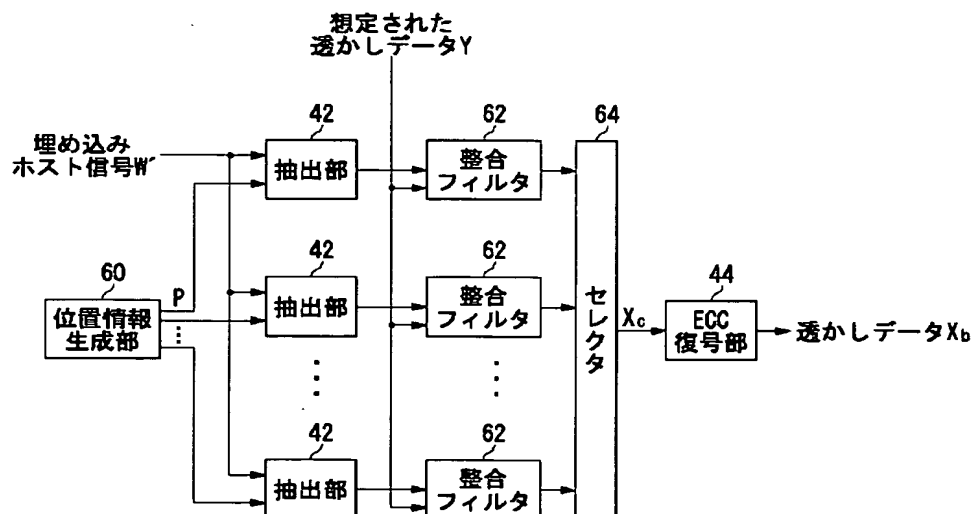 想定された
透かしデータY
42
62
64
埋め込み
ホスト信号W′
抽出部
整合
フィルタ
42
62
60
P
抽出部
整合
フィルタ
位置情報
生成部
セレクタ
Xc
44
ECC
復号部
透かしデータXb
42
62
抽出部
整合
フィルタ